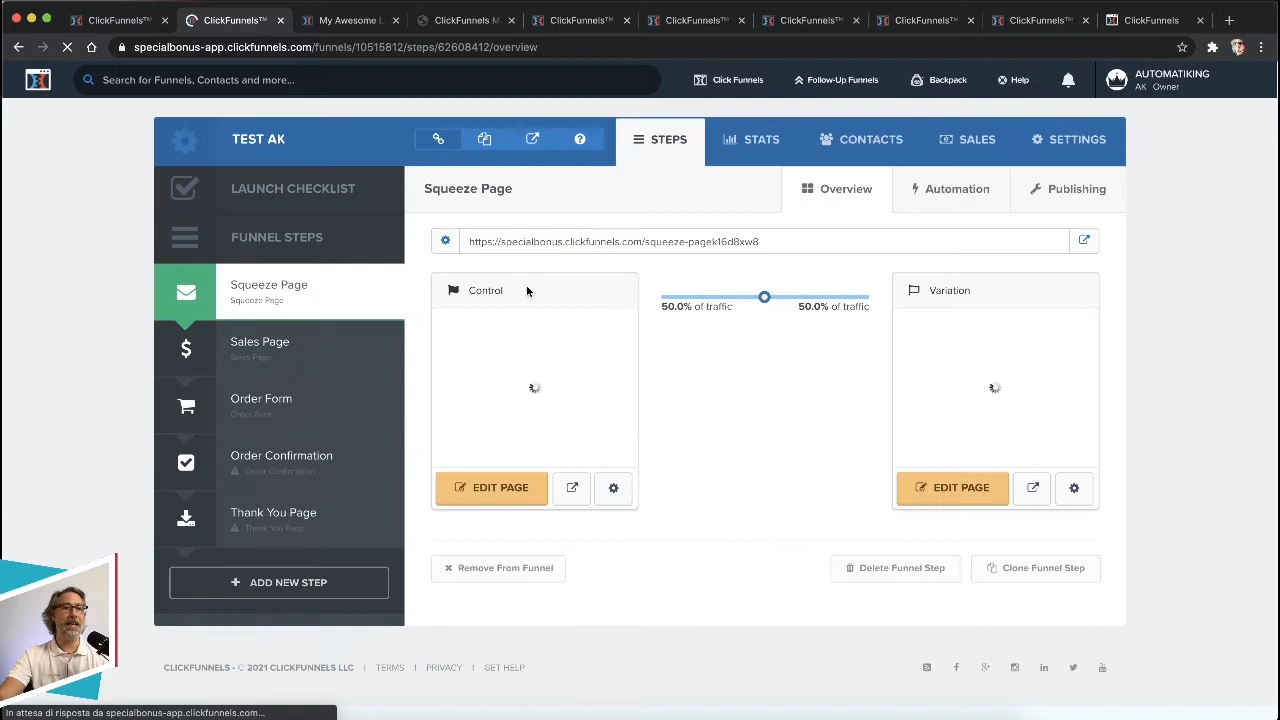 ClickFunnels™
ClickFunnels™
My Awesome L
ClickFunnels M
ClickFunnels™
ClickFunnels™
ClickFunnels™
ClickFunnels™
ClickFunnels™
ClickFunnels
specialbonus-app.clickfunnels.com/funnels/10515812/steps/62608412/overview
Search for Funnels, Contacts and more...
Click Funnels
Follow-Up Funnels
Backpack
Help
AUTOMATIKING
AK Owner
TEST AK
STEPS
STATS
CONTACTS
SALES
SETTINGS
LAUNCH CHECKLIST
FUNNEL STEPS
Squeeze Page
Squeeze Page
Sales Page
Sales Page
Order Form
Order Form
Order Confirmation
Order Confirmation
Thank You Page
Thank You Page
ADD NEW STEP
Squeeze Page
Overview
Automation
Publishing
https://specialbonus.clickfunnels.com/squeeze-pagek16d8xw8
Control
50.0% of traffic
50.0% of traffic
Variation
EDIT PAGE
EDIT PAGE
Remove From Funnel
Delete Funnel Step
Clone Funnel Step
CLICKFUNNELS - © 2021 CLICKFUNNELS LLC | TERMS | PRIVACY | GET HELP
In attesa di risposta da specialbonus-app.clickfunnels.com...